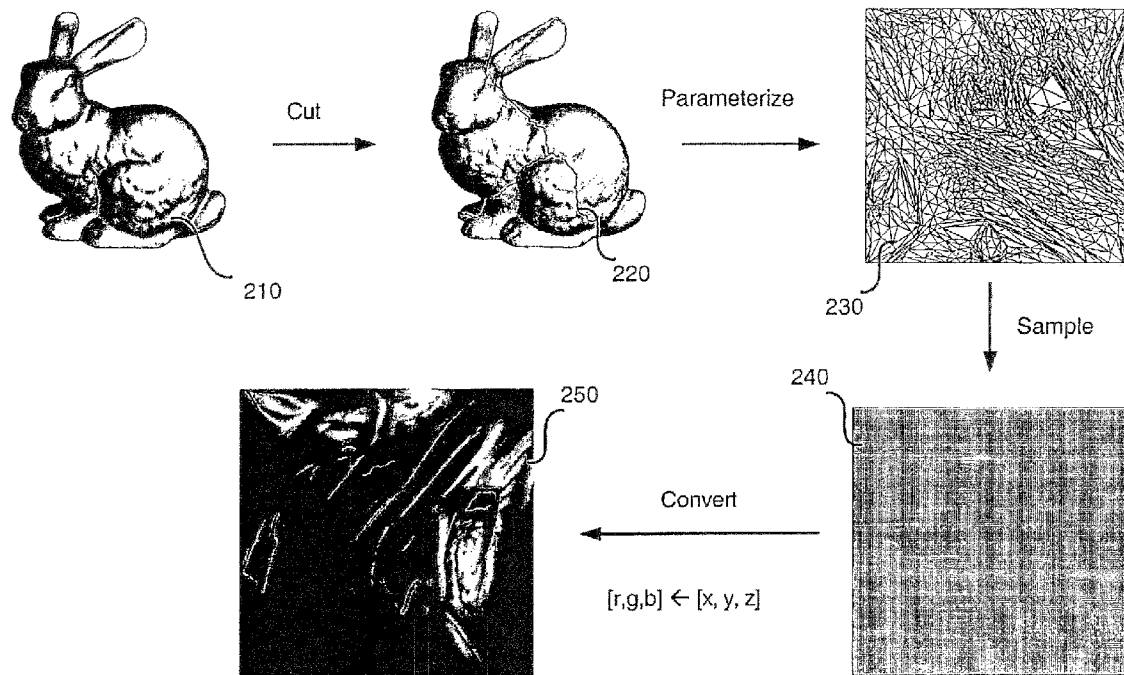 Cut
Parameterize
210
220
230
Sample
240
250
Convert
[r,g,b] ← [x, y, z]